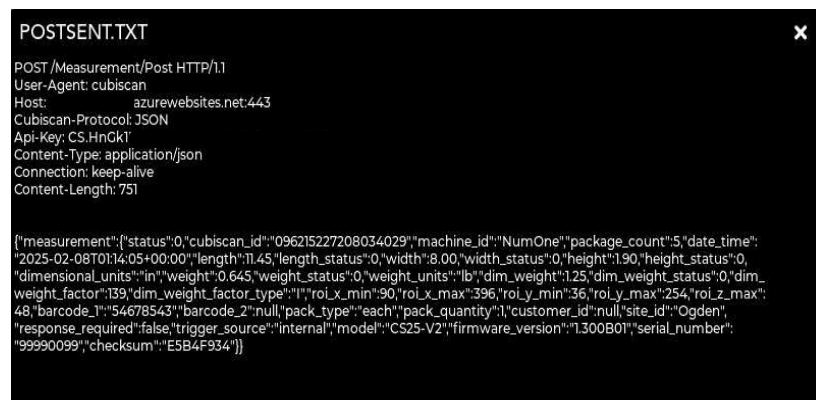 POSTSENT.TXT
POST /Measurement/Post HTTP/1.1
User-Agent: cubiscan
Host: azurewebsites.net:443
Cubiscan-Protocol: JSON
Api-Key: CS.HnGk1
Content-Type: application/json
Connection: keep-alive
Content-Length: 751
{"measurement":{"status":0,"cubiscan_id":"096215227208034029","machine_id":"NumOne","package_count":5,"date_time":
"2025-02-08T01:14:05+00:00","length":11.45,"length_status":0,"width":8.00,"width_status":0,"height":1.90,"height_status":0,
"dimensional_units":"in","weight":0.645,"weight_status":0,"weight_units":"lb","dim_weight":1.25,"dim_weight_status":0,"dim_
weight_factor":139,"dim_weight_factor_type":"I","roi_x_min":90,"roi_x_max":396,"roi_y_min":36,"roi_y_max":254,"roi_z_max":
48,"barcode_1":"54678543","barcode_2":null,"pack_type":"each","pack_quantity":1,"customer_id":null,"site_id":"Ogden",
"response_required":false,"trigger_source":"internal","model":"CS25-V2","firmware_version":"1.300B01","serial_number":
"99990099","checksum":"E5B4F934"}}